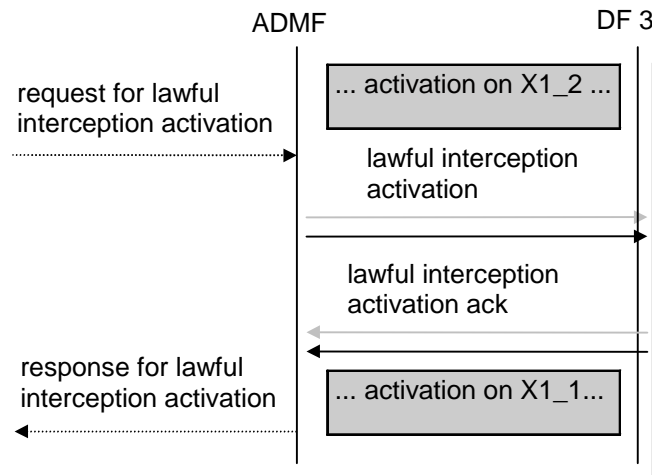 ADMF
DF 3
... activation on X1_2 ...
request for lawful
interception activation
lawful interception
activation
lawful interception
activation ack
response for lawful
interception activation
... activation on X1_1...